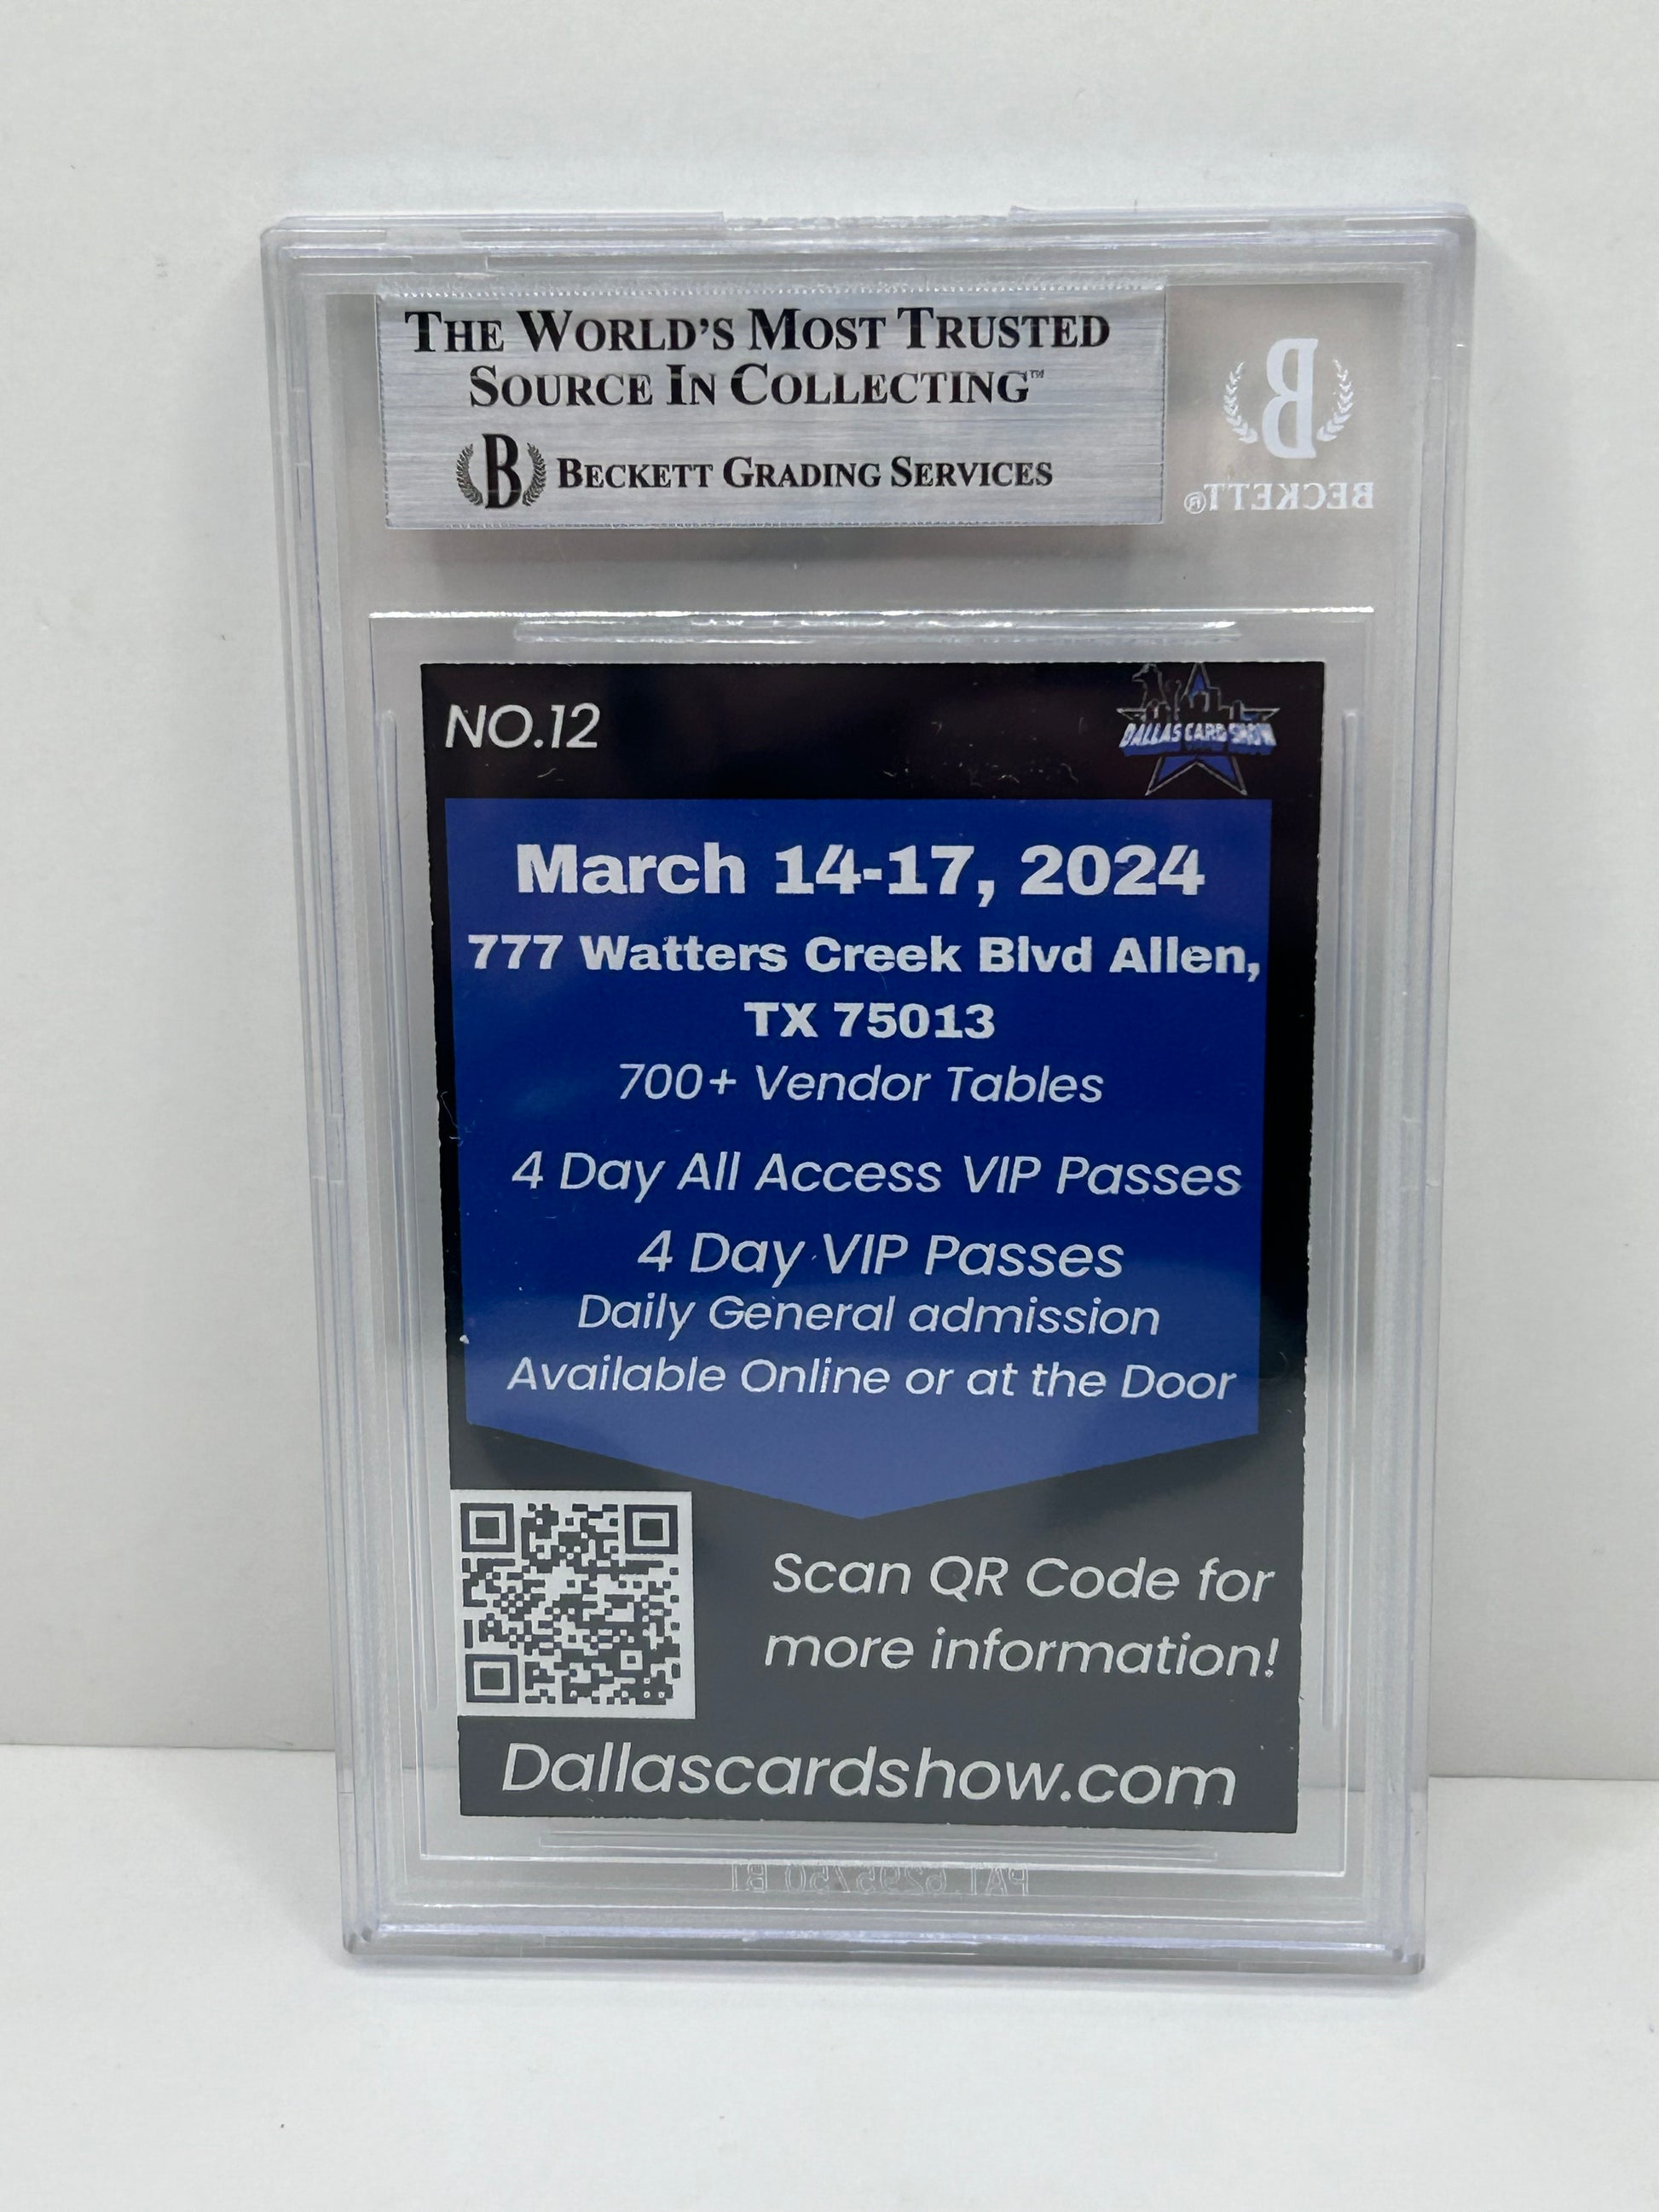 THE WORLD'S MOST TRUSTED
SOURCE IN COLLECTING™
B BECKETT GRADING SERVICES
B
BECKETT®
NO.12
DALLAS CARD SHOW
March 14-17, 2024
777 Watters Creek Blvd Allen,
TX 75013
700+ Vendor Tables
4 Day All Access VIP Passes
4 Day VIP Passes
Daily General admission
Available Online or at the Door
Scan QR Code for
more information!
Dallascardshow.com
PAT 6295750 B1